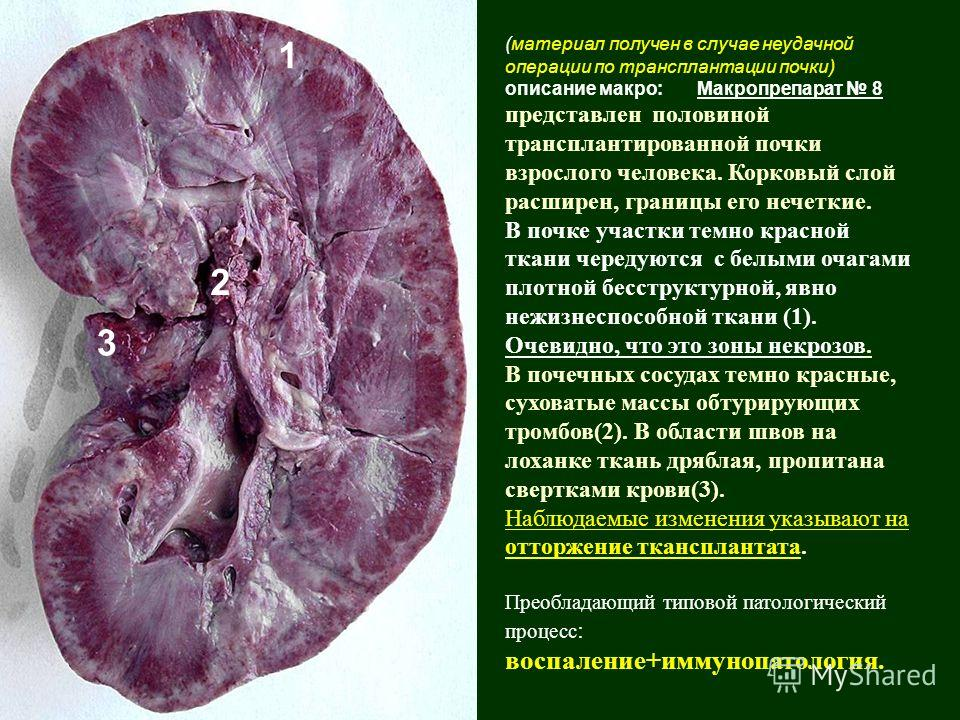 1
2
3
(материал получен в случае неудачной
операции по трансплантации почки)
описание макро: Макропрепарат № 8
представлен половиной
трансплантированной почки
взрослого человека. Корковый слой
расширен, границы его нечеткие.
В почке участки темно красной
ткани чередуются с белыми очагами
плотной бесструктурной, явно
нежизнеспособной ткани (1).
Очевидно, что это зоны некрозов.
В почечных сосудах темно красные,
суховатые массы обтурирующих
тромбов(2). В области швов на
лоханке ткань дряблая, пропитана
свертками крови(3).
Наблюдаемые изменения указывают на
отторжение ткансплантата.
Преобладающий типовой патологический
процесс:
воспаление+иммунопатология.
MyShared